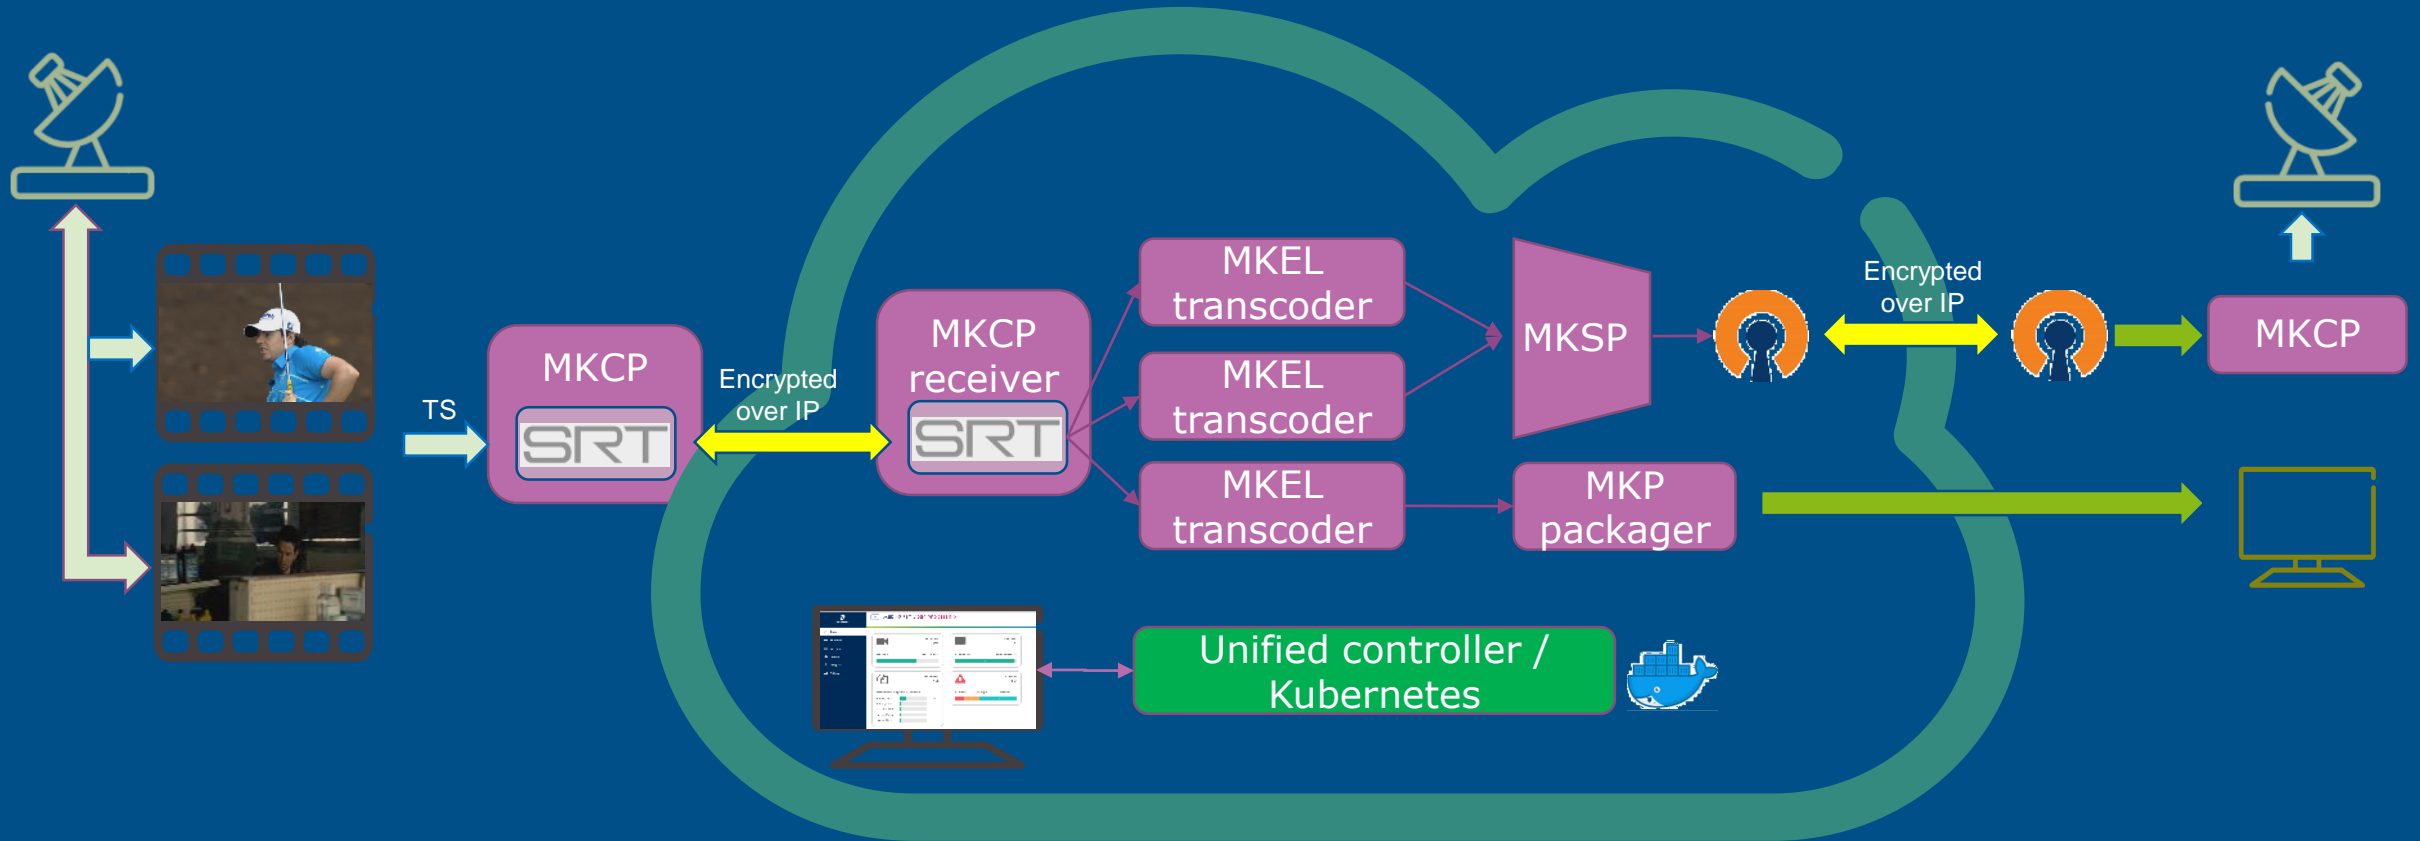 TS
MKCP
SRT
Encrypted
over IP
MKCP
receiver
SRT
MKEL
transcoder
MKEL
transcoder
MKEL
transcoder
MKSP
MKP
packager
Encrypted
over IP
MKCP
Unified controller /
Kubernetes